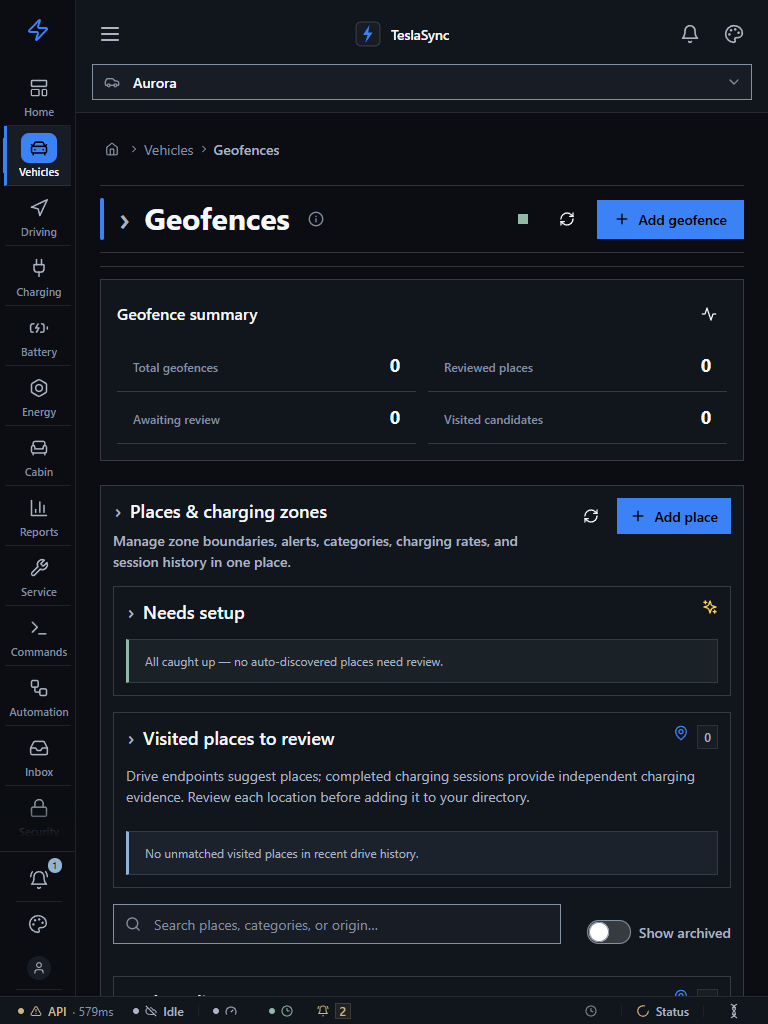 TeslaSync
Aurora
Home
Vehicles
Driving
Charging
Battery
Energy
Cabin
Reports
Service
Commands
Automation
Inbox
Security
1
Vehicles
Geofences
Geofences
Add geofence
Geofence summary
Total geofences 0
Reviewed places 0
Awaiting review 0
Visited candidates 0
Places & charging zones
Add place
Manage zone boundaries, alerts, categories, charging rates, and
session history in one place.
Needs setup
All caught up — no auto-discovered places need review.
Visited places to review
0
Drive endpoints suggest places; completed charging sessions provide independent charging
evidence. Review each location before adding it to your directory.
No unmatched visited places in recent drive history.
Search places, categories, or origin...
Show archived
API · 579ms
Idle
2
Status